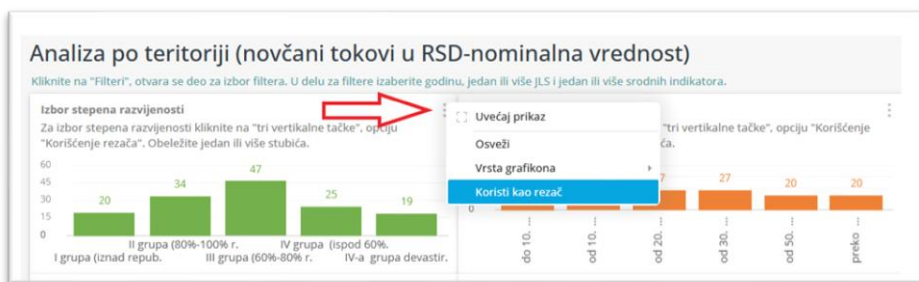 Analiza po teritoriji (novčani tokovi u RSD-nominalna vrednost)
Kliknite na "Filteri", otvara se deo za izbor filtera. U delu za filtere izaberite godinu, jedan ili više JLS i jedan ili više srodnih indikatora.
Izbor stepena razvijenosti
Za izbor stepena razvijenosti kliknite na "tri vertikalne tačke", opciju
"Korišćenje rezača". Obeležite jedan ili više stubića.
60
45
30
15
0
20
34
47
25
19
II grupa (80%-100% r.
IV grupa (ispod 60%.
I grupa (iznad repub.
III grupa (60%-80% r.
IV-a grupa devastir.
Uvećaj prikaz
Osveži
Vrsta grafikona
Koristi kao rezač
"tri vertikalne tačke", opciju "Korišćenje
ća.
7
27
20
20
0
do 10. ...
od 10. ...
od 20. ...
od 30. ...
od 50. ...
preko ...